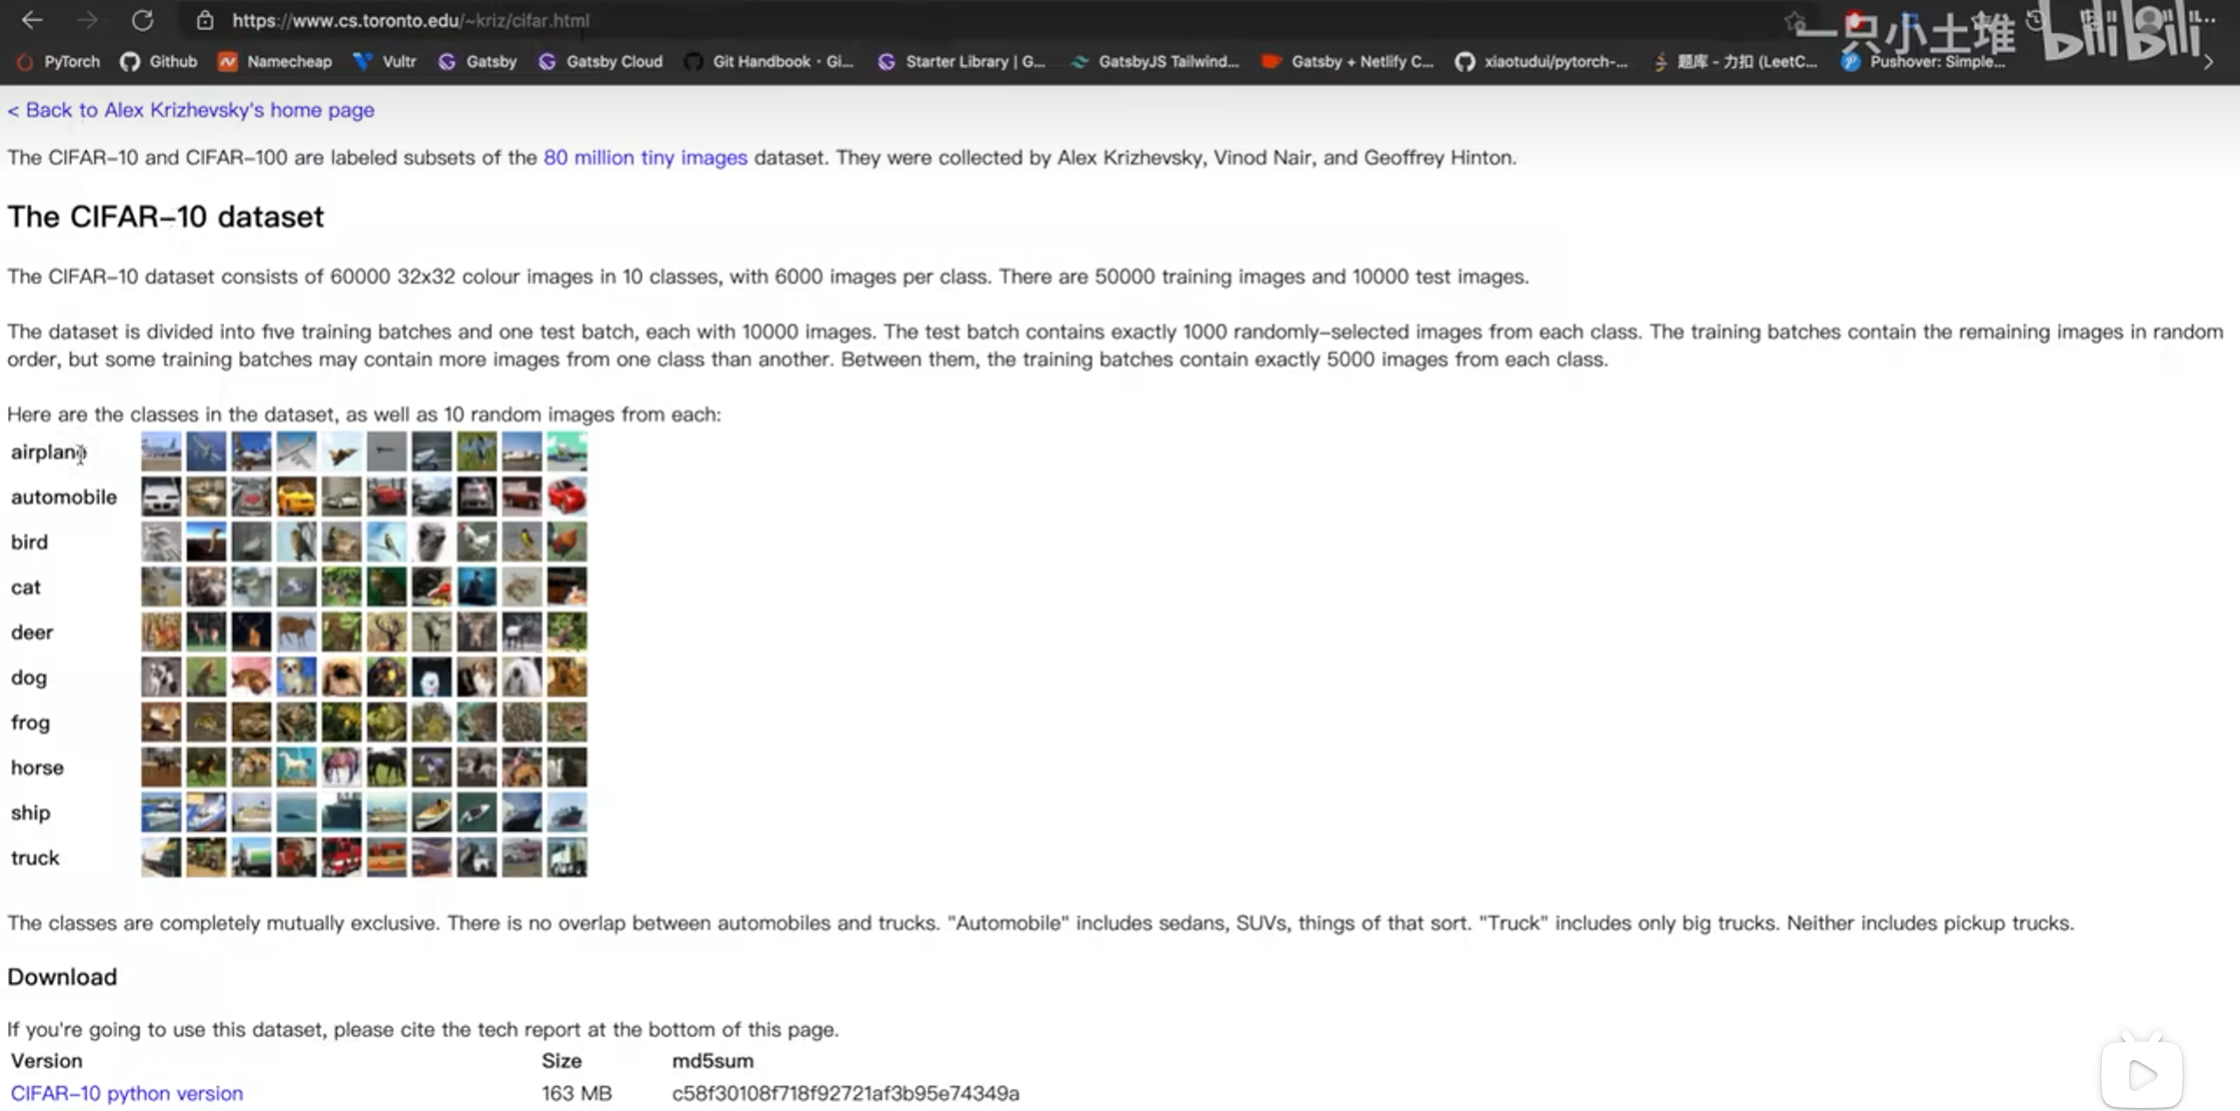 https://www.cs.toronto.edu/~kriz/cifar.html
一只小土堆 bilibili
PyTorch Github Namecheap Vultr Gatsby Gatsby Cloud Git Handbook · Gi... Starter Library | G... GatsbyJS Tailwind... Gatsby + Netlify C... xiaotudui/pytorch-... 题库 - 力扣 (LeetC... Pushover: Simple...
< Back to Alex Krizhevsky's home page
The CIFAR-10 and CIFAR-100 are labeled subsets of the 80 million tiny images dataset. They were collected by Alex Krizhevsky, Vinod Nair, and Geoffrey Hinton.
The CIFAR-10 dataset
The CIFAR-10 dataset consists of 60000 32x32 colour images in 10 classes, with 6000 images per class. There are 50000 training images and 10000 test images.
The dataset is divided into five training batches and one test batch, each with 10000 images. The test batch contains exactly 1000 randomly-selected images from each class. The training batches contain the remaining images in random
order, but some training batches may contain more images from one class than another. Between them, the training batches contain exactly 5000 images from each class.
Here are the classes in the dataset, as well as 10 random images from each:
airplane
automobile
bird
cat
deer
dog
frog
horse
ship
truck
The classes are completely mutually exclusive. There is no overlap between automobiles and trucks. "Automobile" includes sedans, SUVs, things of that sort. "Truck" includes only big trucks. Neither includes pickup trucks.
Download
If you're going to use this dataset, please cite the tech report at the bottom of this page.
Version Size md5sum
CIFAR-10 python version 163 MB c58f30108f718f92721af3b95e74349a